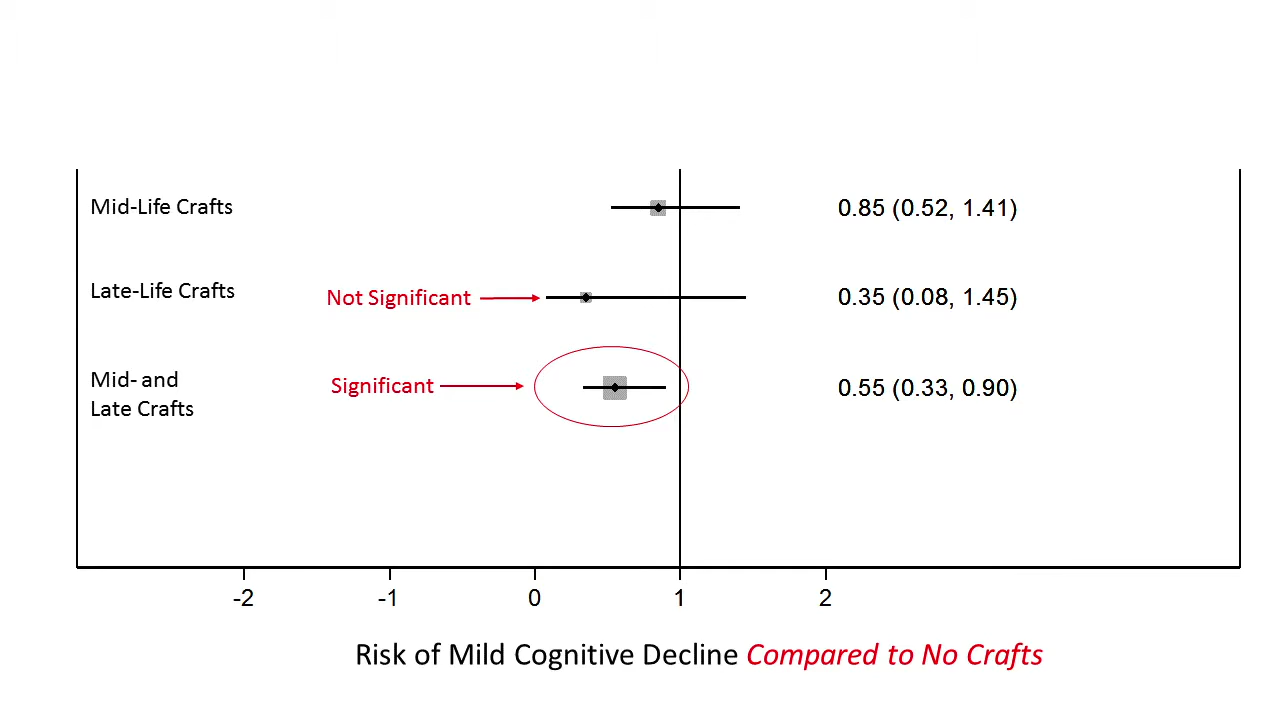 Mid-Life Crafts
0.85 (0.52, 1.41)
Late-Life Crafts
Not Significant
0.35 (0.08, 1.45)
Mid- and
Late Crafts
Significant
0.55 (0.33, 0.90)
-2
-1
0
1
2
Risk of Mild Cognitive Decline Compared to No Crafts